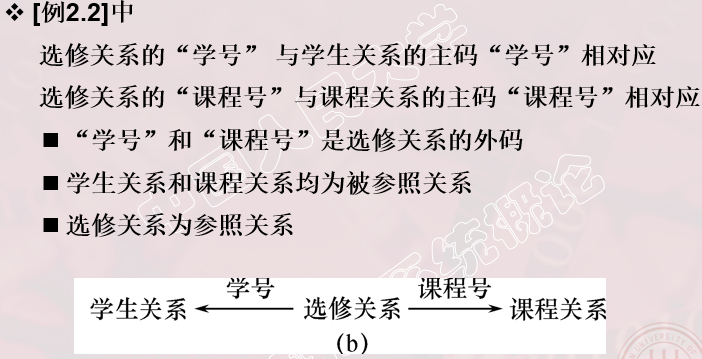 ❖ [例2.2]中
选修关系的“学号” 与学生关系的主码“学号”相对应
选修关系的“课程号”与课程关系的主码“课程号”相对应
■ “学号”和“课程号”是选修关系的外码
■ 学生关系和课程关系均为被参照关系
■ 选修关系为参照关系
学号 课程号
学生关系 ← 选修关系 → 课程关系
(b)